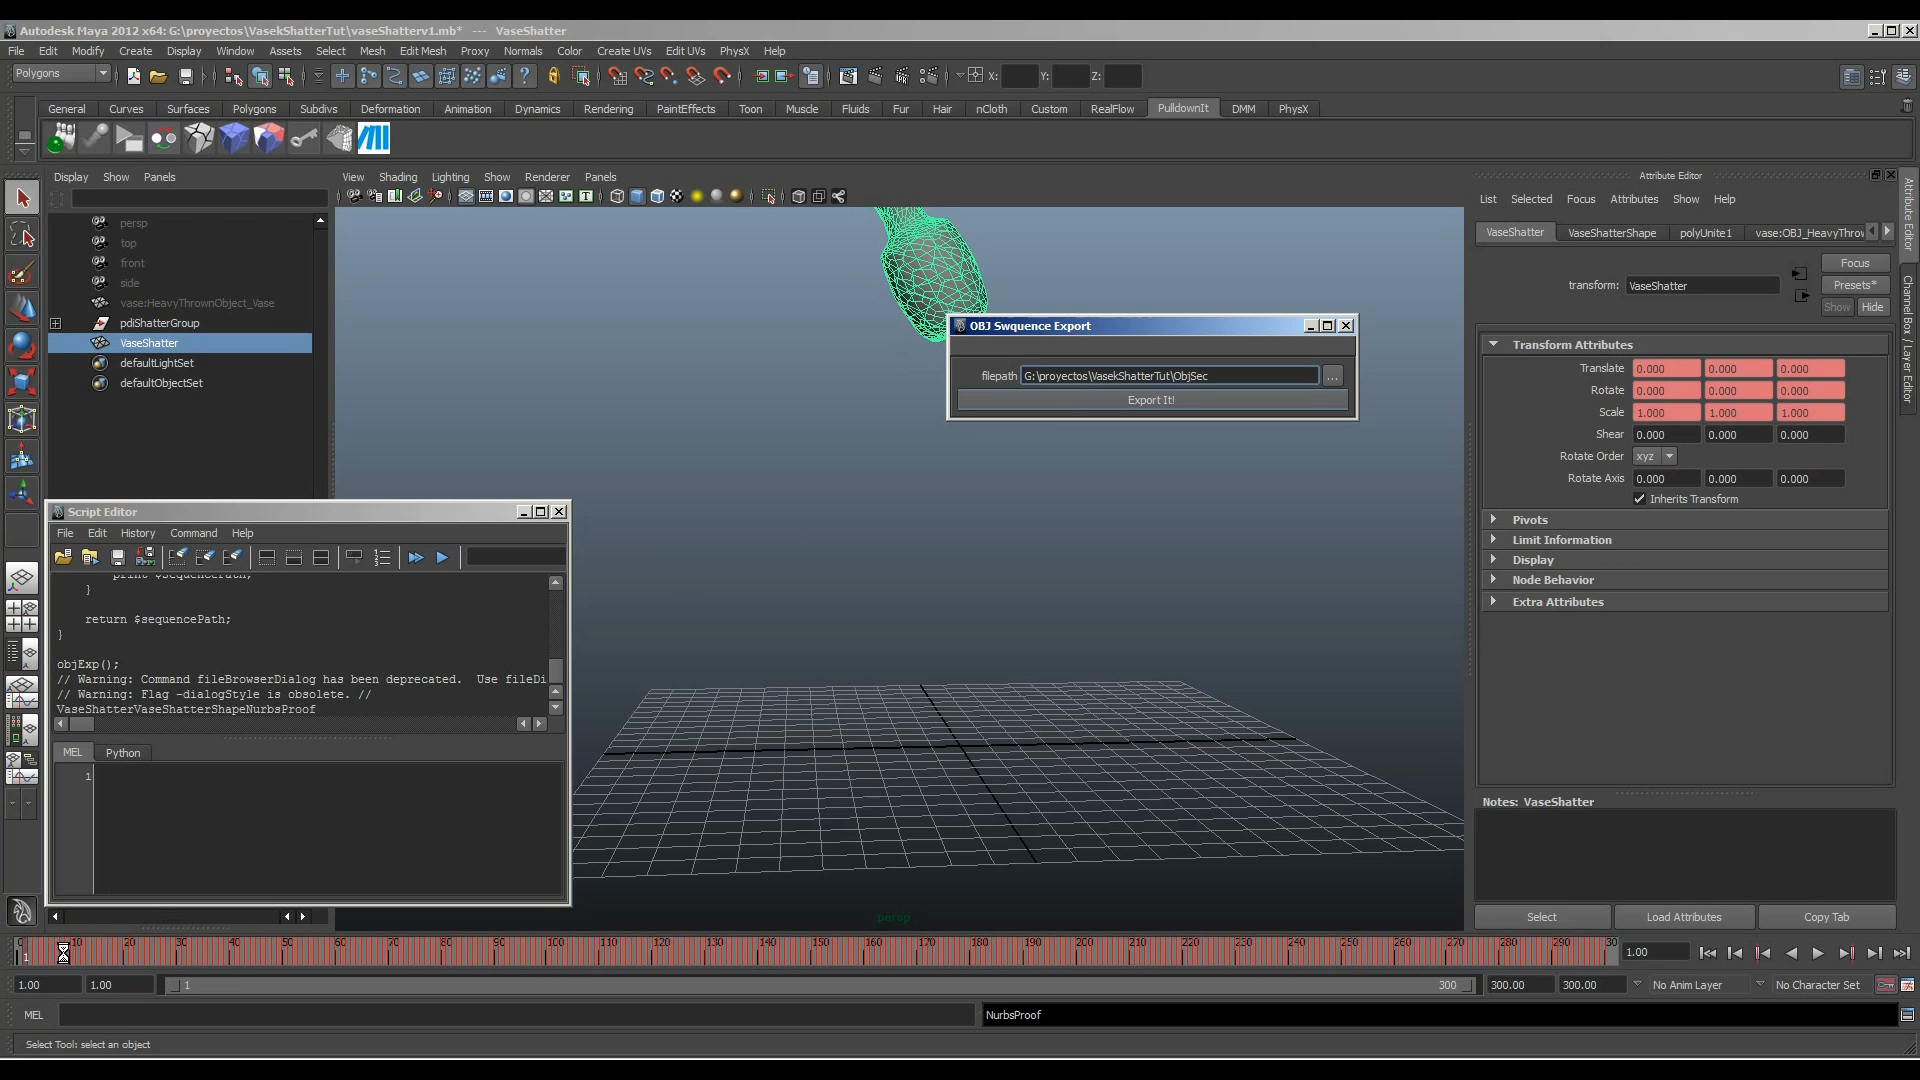 Autodesk Maya 2012 x64: G:\proyectos\VasekShatterTut\vaseShatterv1.mb* --- VaseShatter
File Edit Modify Create Display Window Assets Select Mesh Edit Mesh Proxy Normals Color Create UVs Edit UVs PhysX Help
Polygons X: Y: Z:
General Curves Surfaces Polygons Subdivs Deformation Animation Dynamics Rendering PaintEffects Toon Muscle Fluids Fur Hair nCloth Custom RealFlow PulldownIt DMM PhysX
Display Show Panels
View Shading Lighting Show Renderer Panels
persp
top
front
side
vase:HeavyThrownObject_Vase
pdiShatterGroup
VaseShatter
defaultLightSet
defaultObjectSet
OBJ Swquence Export
filepath G:\proyectos\VasekShatterTut\ObjSec ...
Export It!
Script Editor
File Edit History Command Help
print $sequencePath;
}
return $sequencePath;
}
objExp();
// Warning: Command fileBrowserDialog has been deprecated. Use fileDi
// Warning: Flag -dialogStyle is obsolete. //
VaseShatterVaseShatterShapeNurbsProof
MEL Python
1
persp
Attribute Editor
List Selected Focus Attributes Show Help
VaseShatter VaseShatterShape polyUnite1 vase:OBJ_HeavyThrov
transform: VaseShatter
Focus
Presets*
Show Hide
Transform Attributes
Translate 0.000 0.000 0.000
Rotate 0.000 0.000 0.000
Scale 1.000 1.000 1.000
Shear 0.000 0.000 0.000
Rotate Order xyz
Rotate Axis 0.000 0.000 0.000
Inherits Transform
Pivots
Limit Information
Display
Node Behavior
Extra Attributes
Notes: VaseShatter
Select Load Attributes Copy Tab
Attribute Editor
Channel Box / Layer Editor
0 10 20 30 40 50 60 70 80 90 100 110 120 130 140 150 160 170 180 190 200 210 220 230 240 250 260 270 280 290 30
1
1.00
1.00 1.00 1 300 300.00 300.00 No Anim Layer No Character Set
MEL NurbsProof
Select Tool: select an object